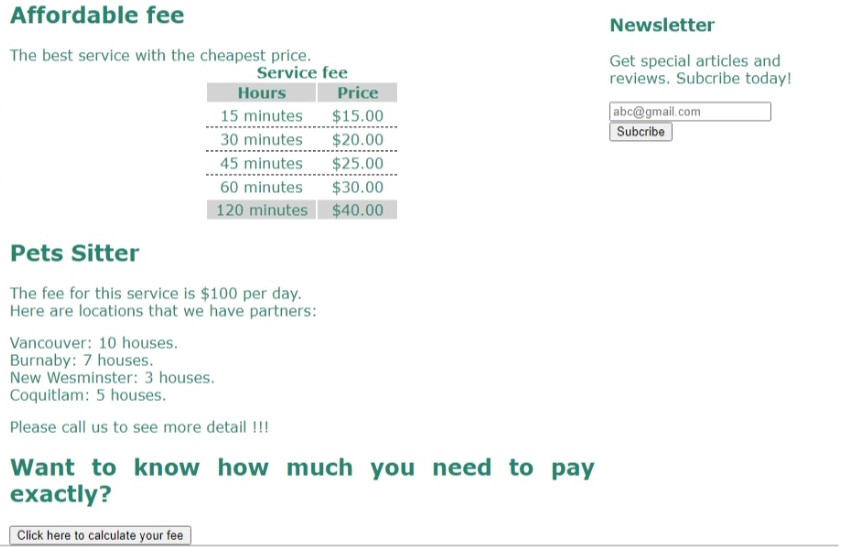 Affordable fee
The best service with the cheapest price.
Service fee
Hours Price
15 minutes $15.00
30 minutes $20.00
45 minutes $25.00
60 minutes $30.00
120 minutes $40.00
Pets Sitter
The fee for this service is $100 per day.
Here are locations that we have partners:
Vancouver: 10 houses.
Burnaby: 7 houses.
New Wesminster: 3 houses.
Coquitlam: 5 houses.
Please call us to see more detail !!!
Want to know how much you need to pay
exactly?
Click here to calculate your fee
Newsletter
Get special articles and
reviews. Subcribe today!
abc@gmail.com
Subcribe